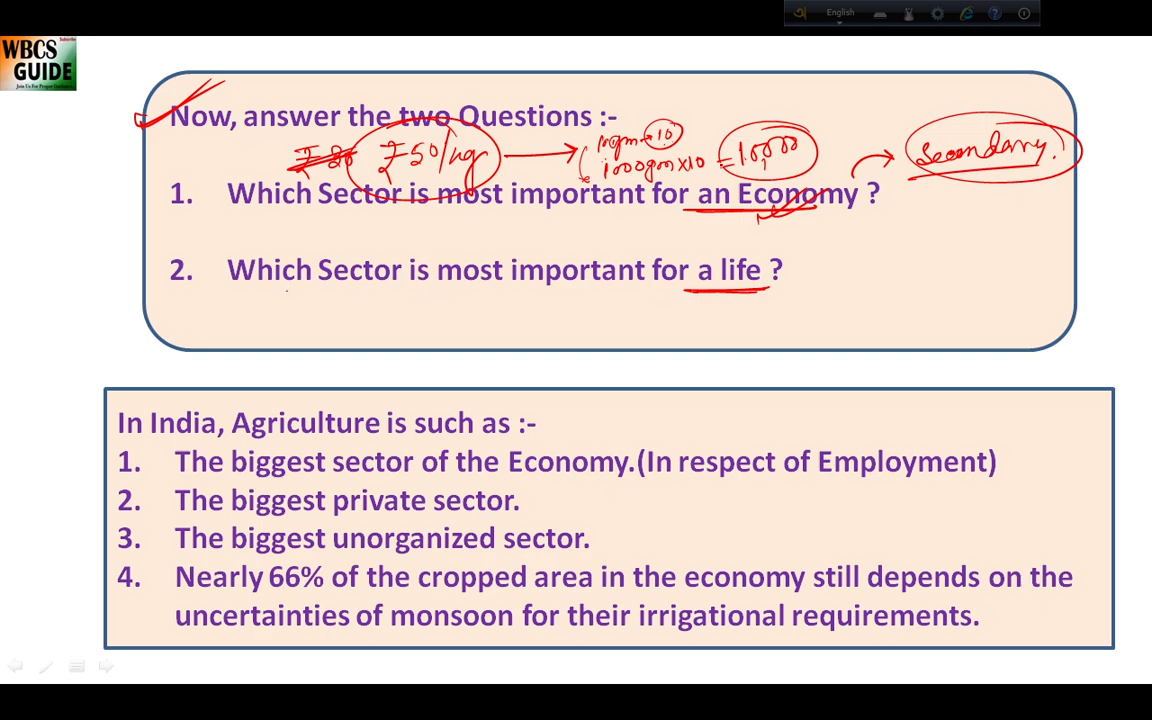 English
Subscribe
WBCS
GUIDE
Now, answer the two Questions :-
₹ 50/kg
1000gm x 10 = 10,000
Secondary.
1. Which Sector is most important for an Economy ?
2. Which Sector is most important for a life ?
In India, Agriculture is such as :-
1. The biggest sector of the Economy.(In respect of Employment)
2. The biggest private sector.
3. The biggest unorganized sector.
4. Nearly 66% of the cropped area in the economy still depends on the
uncertainties of monsoon for their irrigational requirements.